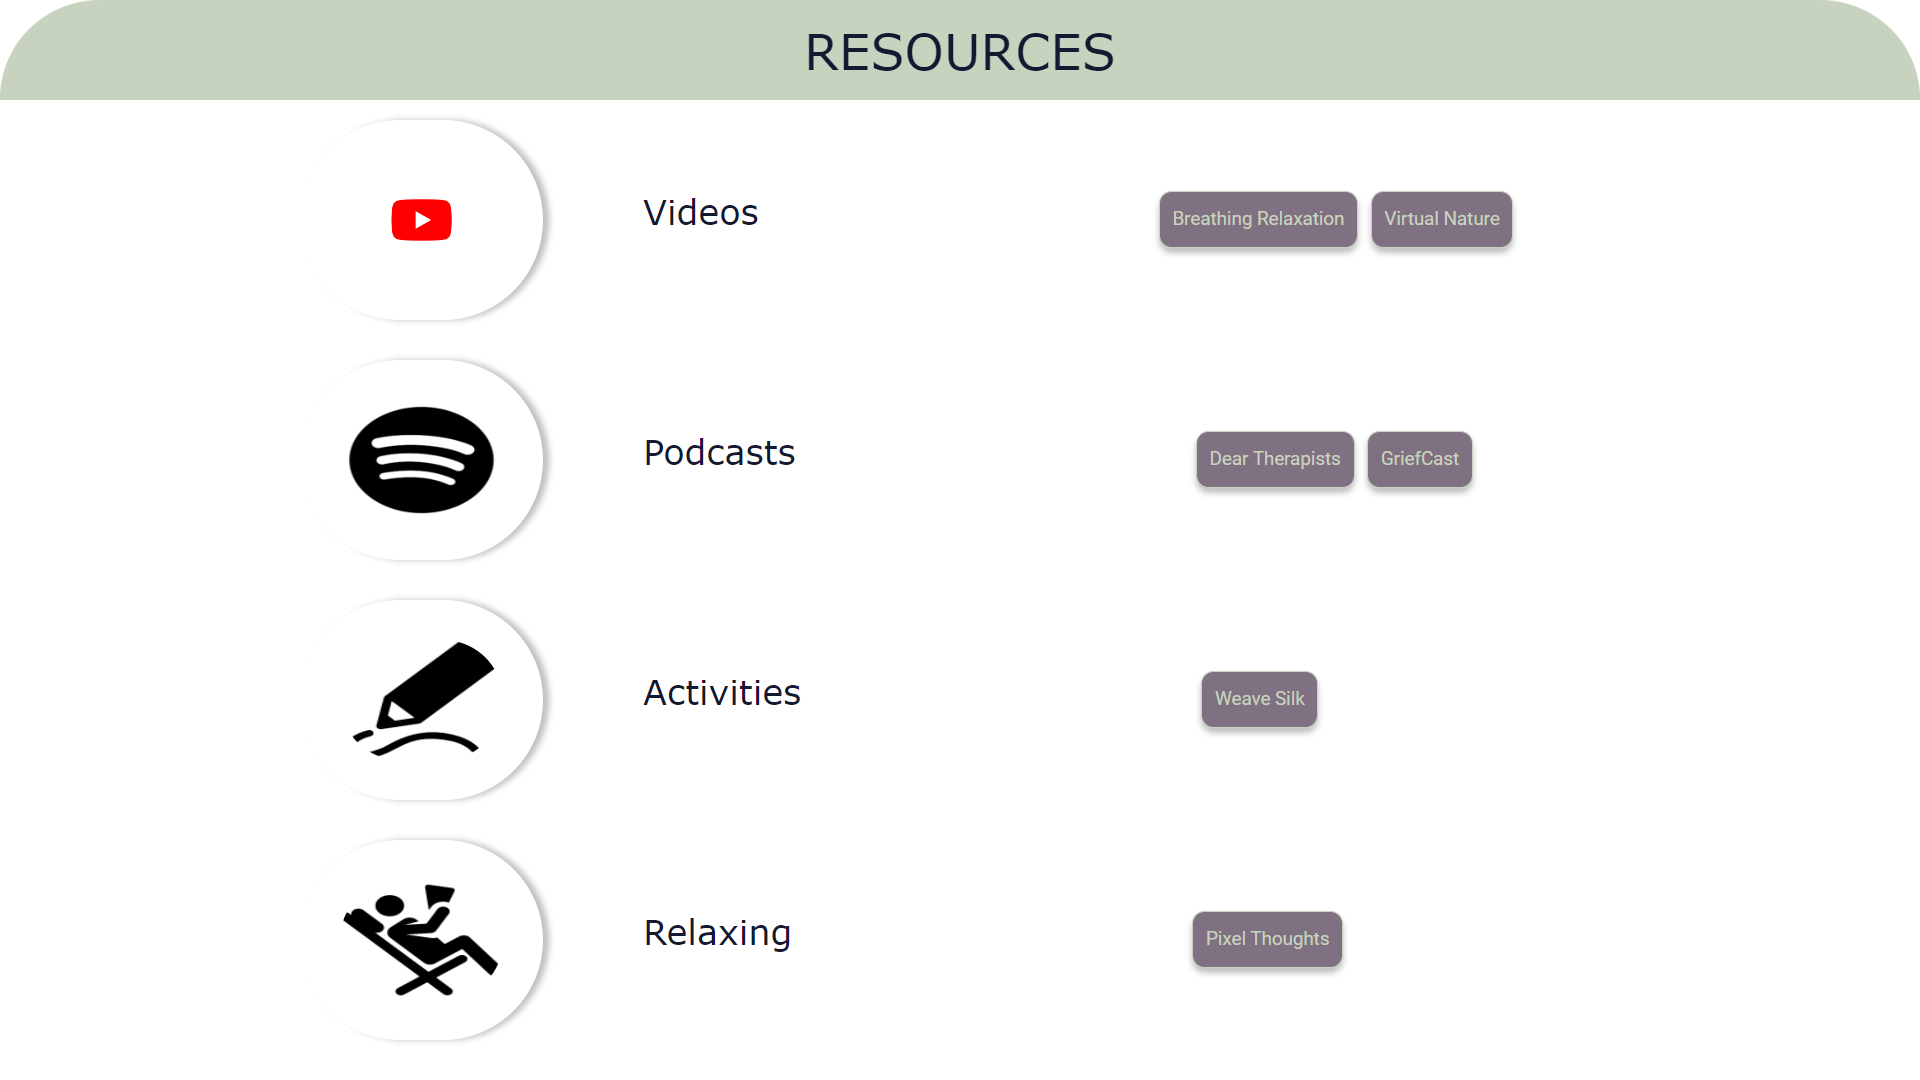 RESOURCES
Videos
Breathing Relaxation
Virtual Nature
Podcasts
Dear Therapists
GriefCast
Activities
Weave Silk
Relaxing
Pixel Thoughts